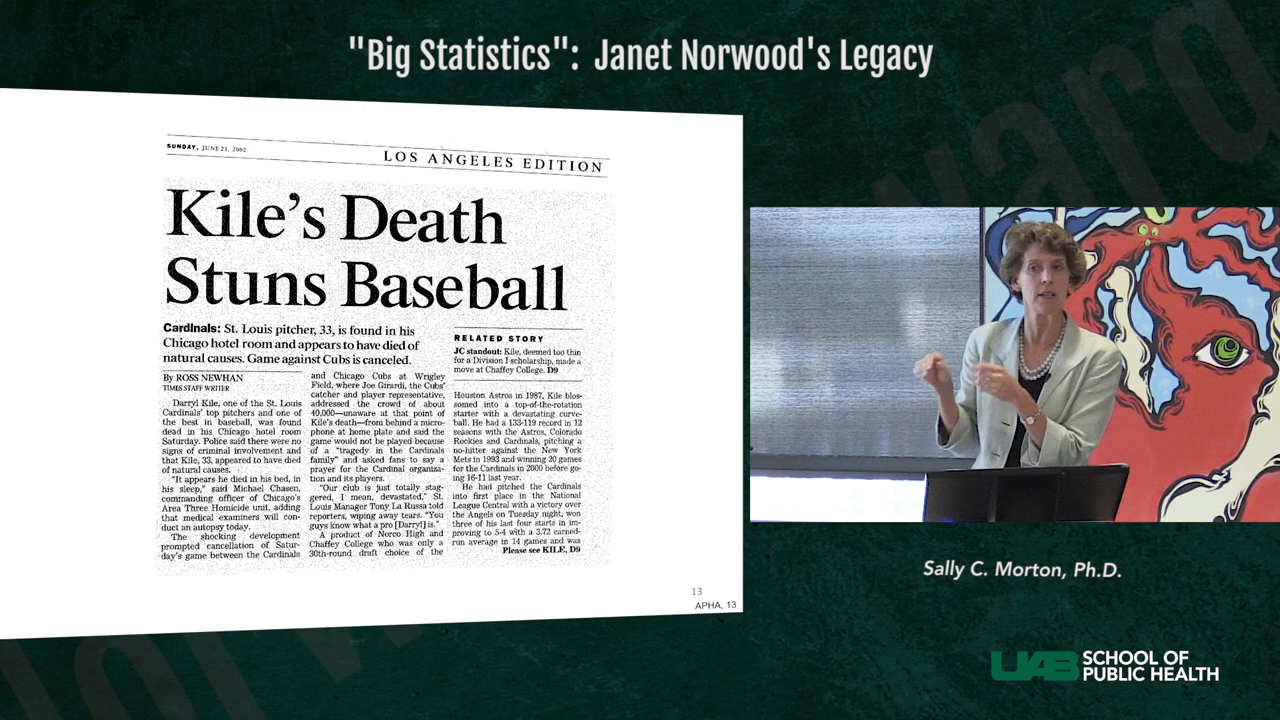 "Big Statistics": Janet Norwood's Legacy
SUNDAY, JUNE 23, 2002
LOS ANGELES EDITION
Kile's Death
Stuns Baseball
Cardinals: St. Louis pitcher, 33, is found in his
Chicago hotel room and appears to have died of
natural causes. Game against Cubs is canceled.
By ROSS NEWHAN
TIMES STAFF WRITER
Darryl Kile, one of the St. Louis
Cardinals' top pitchers and one of
the best in baseball, was found
dead in his Chicago hotel room
Saturday. Police said there were no
signs of criminal involvement and
that Kile, 33, appeared to have died
of natural causes.
"It appears he died in his bed, in
his sleep," said Michael Chasen,
commanding officer of Chicago's
Area Three Homicide unit, adding
that medical examiners will con-
duct an autopsy today.
The shocking development
prompted cancellation of Satur-
day's game between the Cardinals
and Chicago Cubs at Wrigley
Field, where Joe Girardi, the Cubs'
catcher and player representative,
addressed the crowd of about
40,000—unaware at that point of
Kile's death—from behind a micro-
phone at home plate and said the
game would not be played because
of a "tragedy in the Cardinals
family" and asked fans to say a
prayer for the Cardinal organiza-
tion and its players.
"Our club is just totally stag-
gered, I mean, devastated," St.
Louis Manager Tony La Russa told
reporters, wiping away tears. "You
guys know what a pro [Darryl] is."
A product of Norco High and
Chaffey College who was only a
30th-round draft choice of the
RELATED STORY
JC standout: Kile, deemed too thin
for a Division I scholarship, made a
move at Chaffey College. D9
Houston Astros in 1987, Kile blos-
somed into a top-of-the-rotation
starter with a devastating curve-
ball. He had a 133-119 record in 12
seasons with the Astros, Colorado
Rockies and Cardinals, pitching a
no-hitter against the New York
Mets in 1993 and winning 20 games
for the Cardinals in 2000 before go-
ing 16-11 last year.
He had pitched the Cardinals
into first place in the National
League Central with a victory over
the Angels on Tuesday night, won
three of his last four starts in im-
proving to 5-4 with a 3.72 earned-
run average in 14 games and was
Please see KILE, D9
13
APHA, 13
Sally C. Morton, Ph.D.
UAB SCHOOL OF
PUBLIC HEALTH